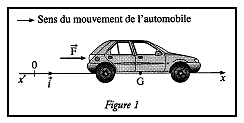 Sens du mouvement de l'automobile
F
0
x' i G x
Figure 1